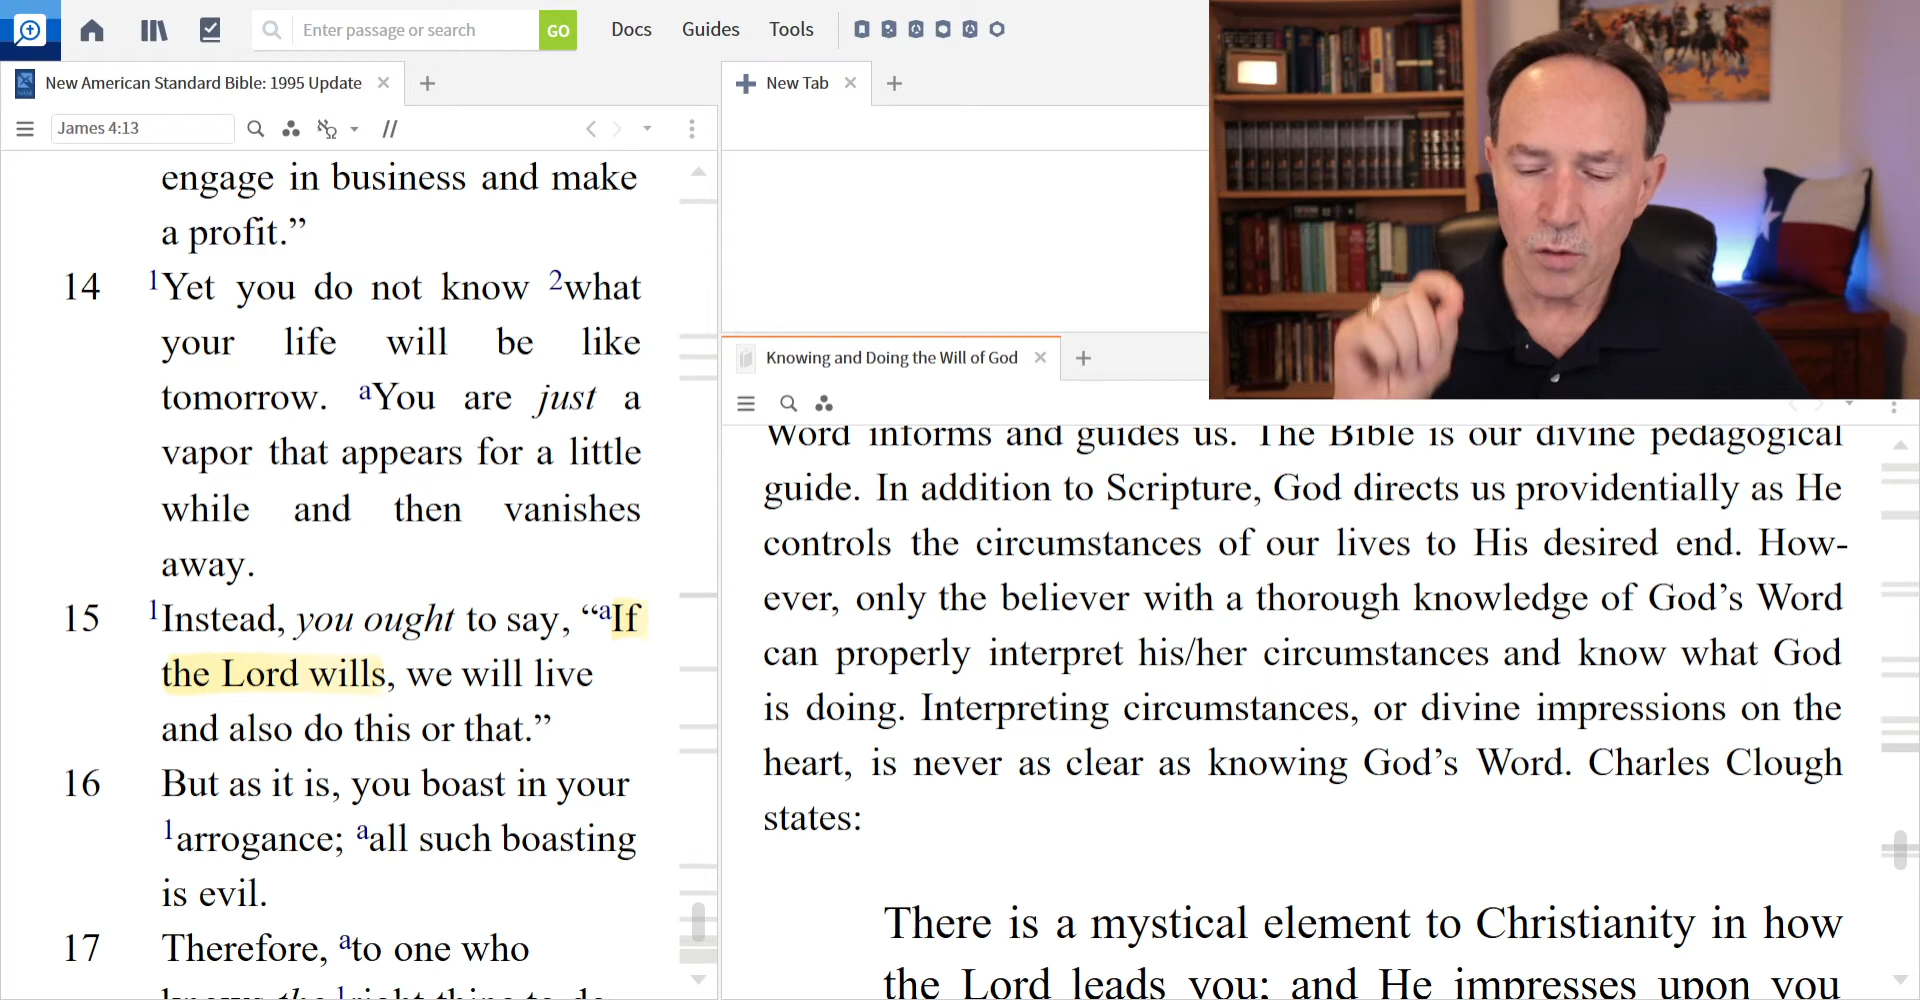 Enter passage or search
GO
Docs
Guides
Tools
New American Standard Bible: 1995 Update
New Tab
James 4:13
engage in business and make
a profit.”
14 1Yet you do not know 2what
your life will be like
tomorrow. aYou are just a
vapor that appears for a little
while and then vanishes
away.
15 1Instead, you ought to say, “aIf
the Lord wills, we will live
and also do this or that.”
16 But as it is, you boast in your
1arrogance; aall such boasting
is evil.
17 Therefore, ato one who
knows the 1right thing to do
Knowing and Doing the Will of God
Word informs and guides us. The Bible is our divine pedagogical
guide. In addition to Scripture, God directs us providentially as He
controls the circumstances of our lives to His desired end. How-
ever, only the believer with a thorough knowledge of God’s Word
can properly interpret his/her circumstances and know what God
is doing. Interpreting circumstances, or divine impressions on the
heart, is never as clear as knowing God’s Word. Charles Clough
states:
There is a mystical element to Christianity in how
the Lord leads you; and He impresses upon you